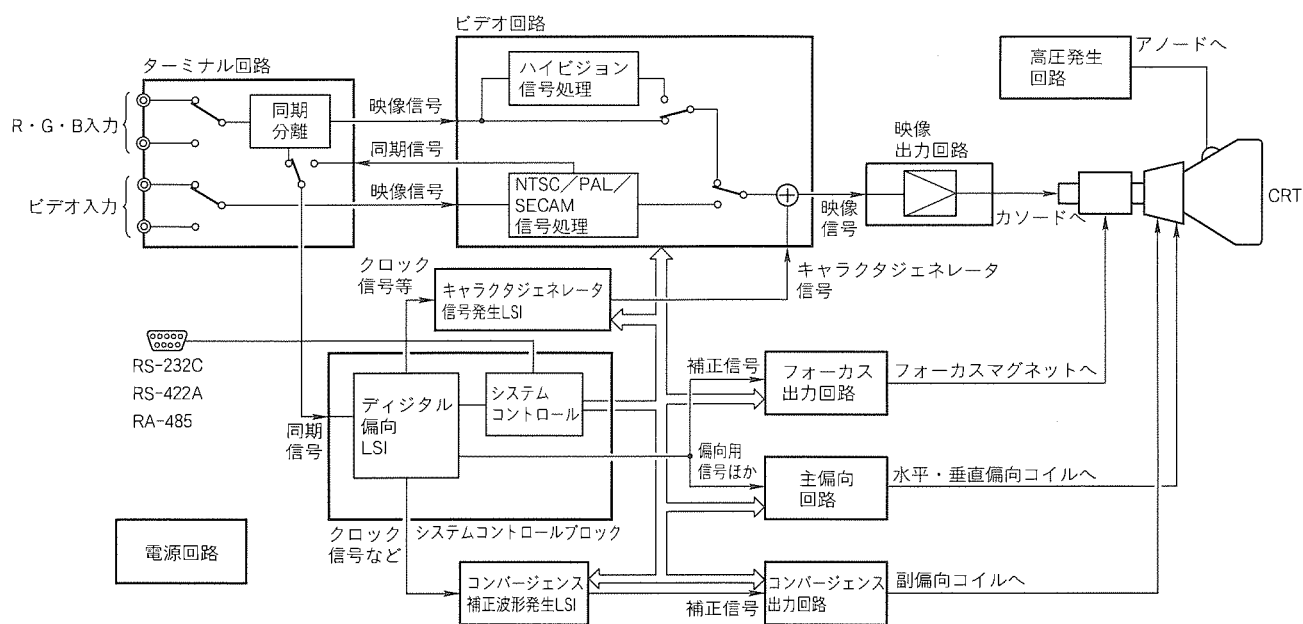 ビデオ回路
ターミナル回路
R・G・B入力
ビデオ入力
同期
分離
映像信号
同期信号
映像信号
ハイビジョン
信号処理
NTSC/PAL/
SECAM
信号処理
映像
信号
映像
出力回路
カソードへ
高圧発生
回路
アノードへ
CRT
クロック
信号等
キャラクタジェネレータ
信号発生LSI
キャラクタジェネレータ
信号
RS-232C
RS-422A
RA-485
同期
信号
ディジタル
偏向
LSI
システム
コントロール
クロック
信号など
システムコントロールブロック
補正信号
フォーカス
出力回路
フォーカスマグネットへ
偏向用
信号ほか
主偏向
回路
水平・垂直偏向コイルへ
電源回路
コンバージェンス
補正波形発生LSI
補正信号
コンバージェンス
出力回路
副偏向コイルへ